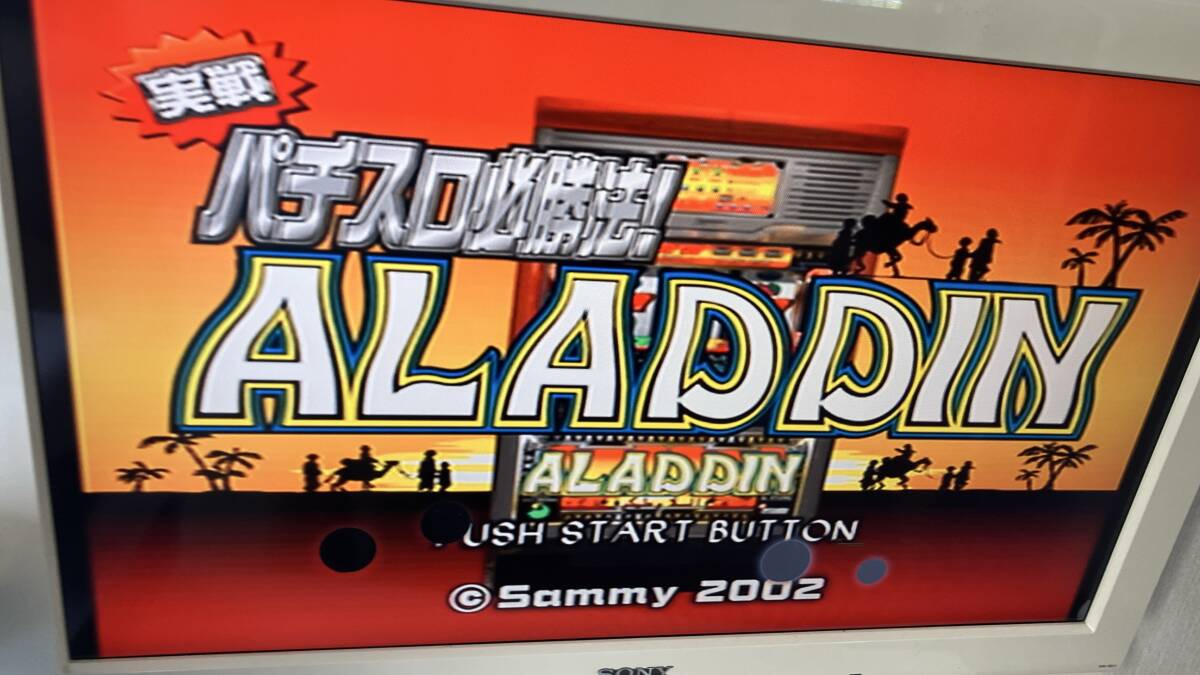 実戦
パチスロ必勝法!
ALADDIN
ALADDIN
PUSH START BUTTON
©Sammy 2002
SONY